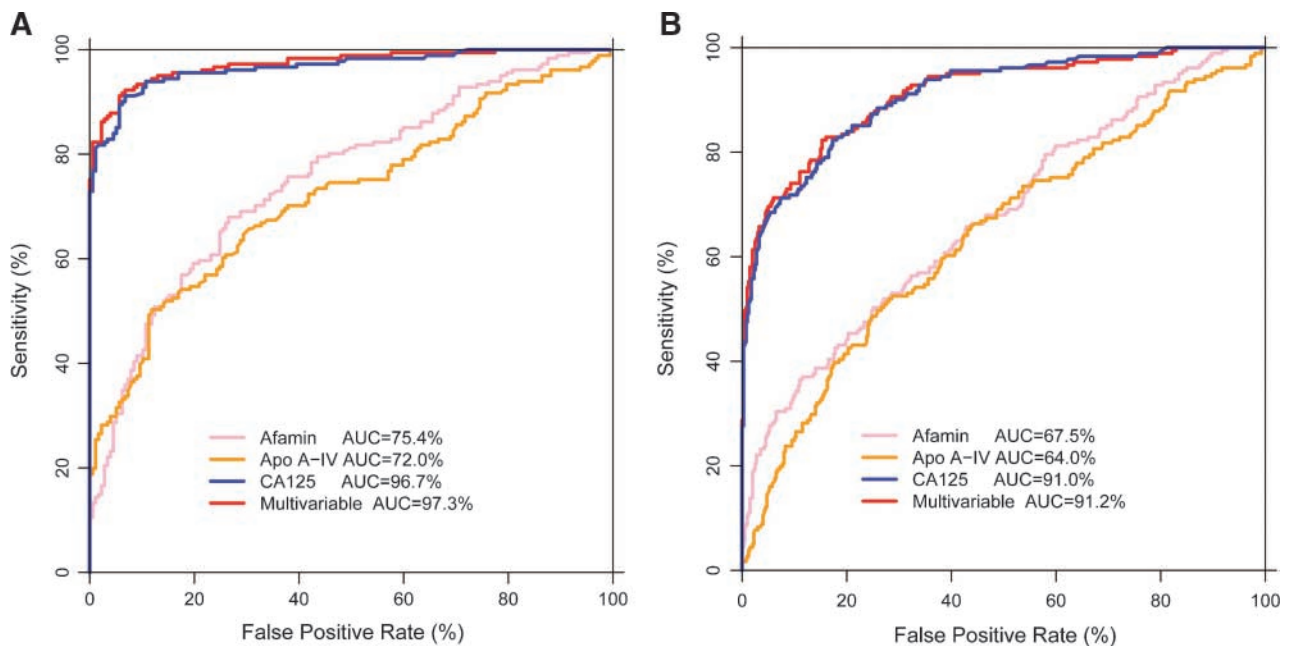 A
100
80
60
40
20
0
Sensitivity (%)
Afamin AUC=75.4%
Apo A-IV AUC=72.0%
CA125 AUC=96.7%
Multivariable AUC=97.3%
0 20 40 60 80 100
False Positive Rate (%)
B
100
80
60
40
20
0
Sensitivity (%)
Afamin AUC=67.5%
Apo A-IV AUC=64.0%
CA125 AUC=91.0%
Multivariable AUC=91.2%
0 20 40 60 80 100
False Positive Rate (%)